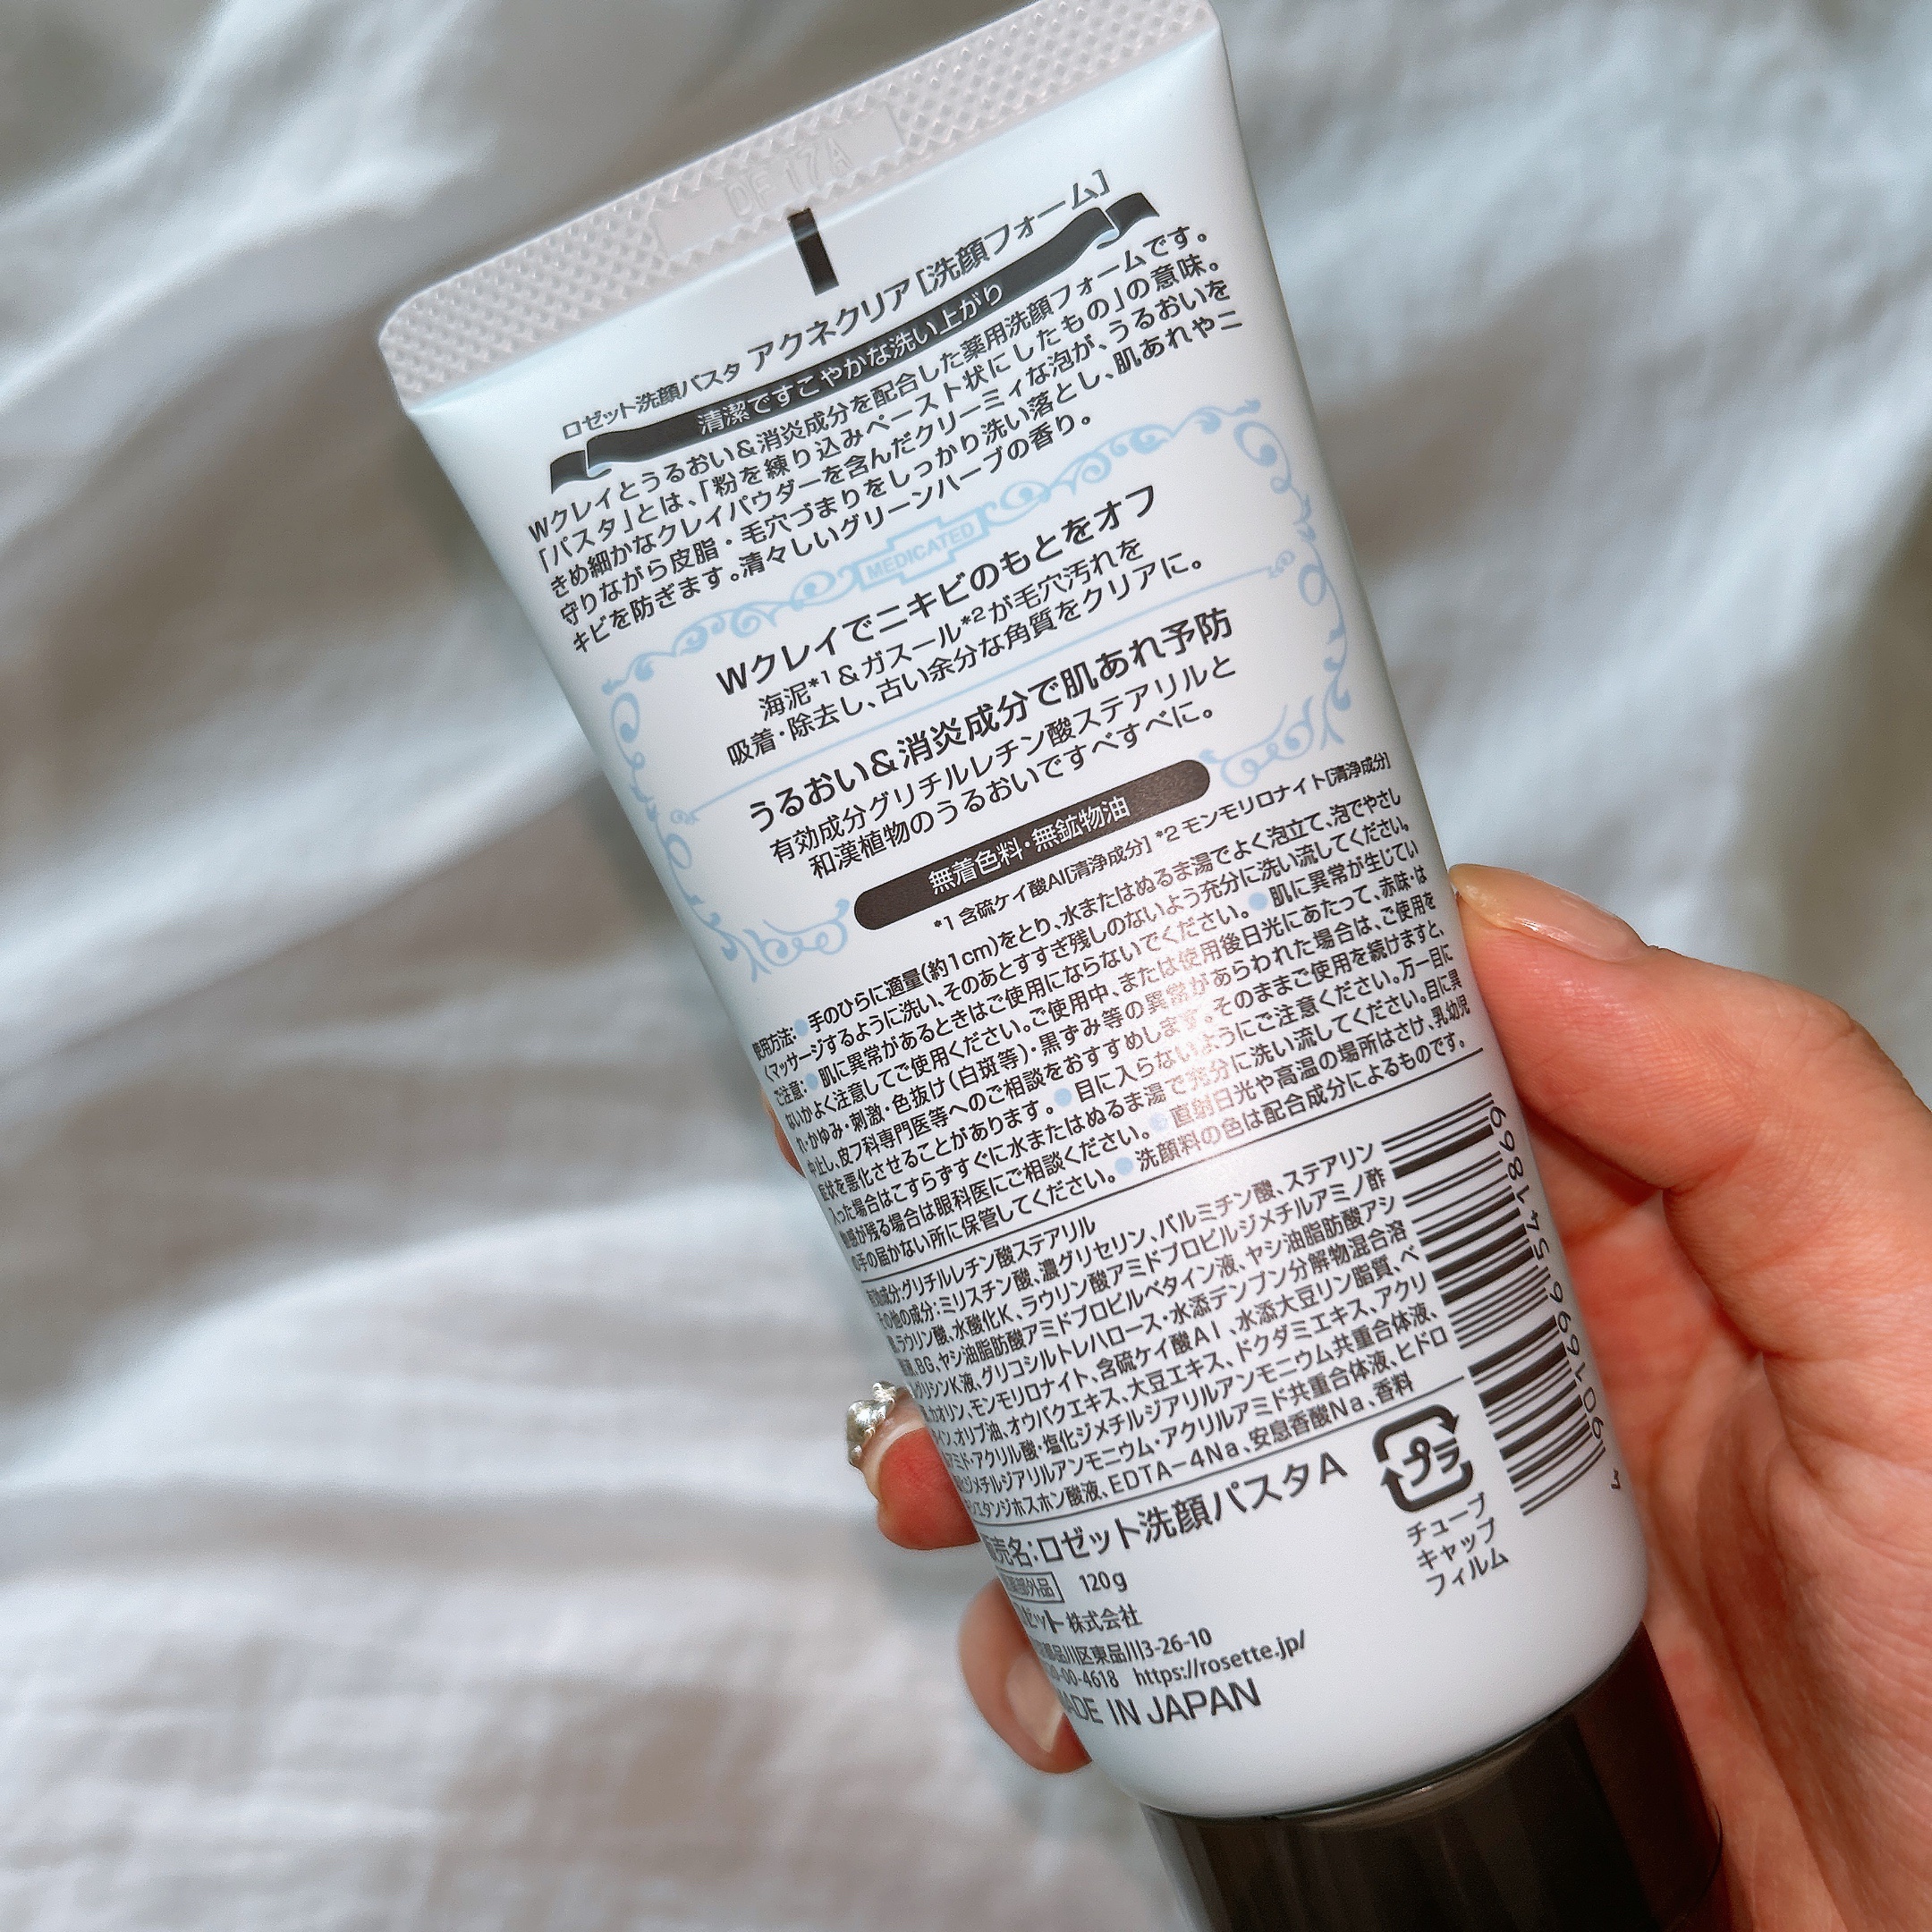 DF 17A
ロゼット洗顔パスタ アクネクリア[洗顔フォーム]
清潔ですこやかな洗い上がり
Wクレイとうるおい&消炎成分を配合した薬用洗顔フォームです。
「パスタ」とは、「粉を練り込みペースト状にしたもの」の意味。
きめ細かなクレイパウダーを含んだクリーミィな泡が、うるおいを
守りながら皮脂・毛穴づまりをしっかり洗い落とし、肌あれやニ
キビを防ぎます。清々しいグリーンハーブの香り。
MEDICATED
Wクレイでニキビのもとをオフ
海泥*1&ガスール*2が毛穴汚れを
吸着・除去し、古い余分な角質をクリアに。
うるおい&消炎成分で肌あれ予防
有効成分グリチルレチン酸ステアリルと
和漢植物のうるおいですべすべに。
無着色料・無鉱物油
*1 含硫ケイ酸Al[清浄成分] *2 モンモリロナイト[清浄成分]
使用方法:●手のひらに適量(約1cm)をとり、水またはぬるま湯でよく泡立て、泡でやさし
くマッサージするように洗い、そのあとすすぎ残しのないよう充分に洗い流してください。
ご注意:●肌に異常があるときはご使用にならないでください。●肌に異常が生じてい
ないかよく注意してご使用ください。ご使用中、または使用後日光にあたって、赤味・は
れ・かゆみ・刺激・色抜け(白斑等)・黒ずみ等の異常があらわれた場合は、ご使用を
中止し、皮フ科専門医等へのご相談をおすすめします。そのままご使用を続けますと、
症状を悪化させることがあります。●目に入らないようにご注意ください。万一目に
入った場合はこすらずすぐに水またはぬるま湯で充分に洗い流してください。目に異
物感が残る場合は眼科医にご相談ください。●直射日光や高温の場所はさけ、乳幼児
の手の届かない所に保管してください。●洗顔料の色は配合成分によるものです。
有効成分:グリチルレチン酸ステアリル
その他の成分:ミリスチン酸、濃グリセリン、パルミチン酸、ステアリン
酸、ラウリン酸、水酸化K、ラウリン酸アミドプロピルジメチルアミノ酢
液、BG、ヤシ油脂肪酸アミドプロピルベタイン液、ヤシ油脂肪酸アシ
グリシンK液、グリコシルトレハロース・水添デンプン分解物混合溶
カオリン、モンモリロナイト、含硫ケイ酸Al、水添大豆リン脂質、ベ
イン、オリブ油、オウバクエキス、大豆エキス、ドクダミエキス、アクリ
アミド・アクリル酸・塩化ジメチルジアリルアンモニウム共重合体液、
化ジメチルジアリルアンモニウム・アクリルアミド共重合体液、ヒドロ
シエタンジホスホン酸液、EDTA-4Na、安息香酸Na、香料
販売名:ロゼット洗顔パスタA
医薬部外品 120g
ロゼット株式会社
品川区東品川3-26-10
00-4618 https://rosette.jp/
MADE IN JAPAN
プラ
チューブ
キャップ
フィルム